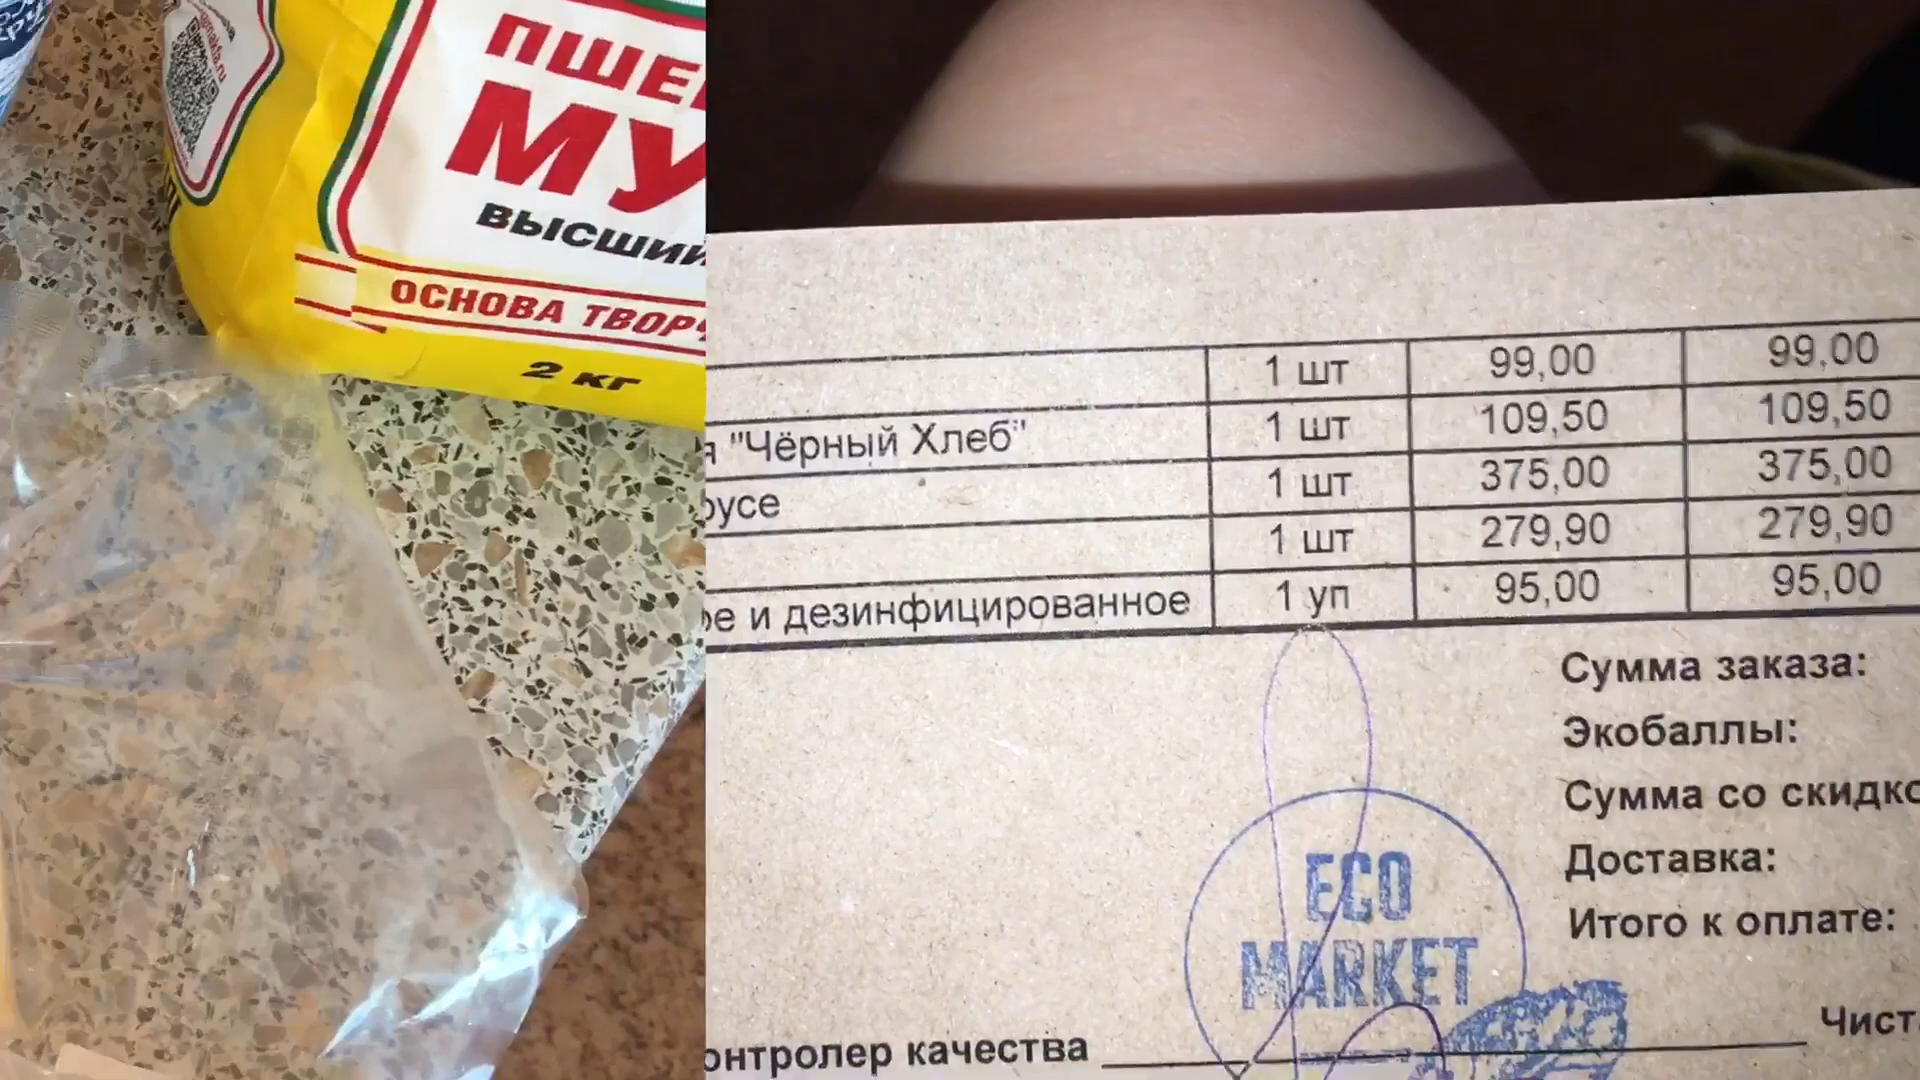 ПШЕ
МУ
ВЫСШИЙ
ОСНОВА ТВОРЧ
2 кг
1 шт 99,00 99,00
я "Чёрный Хлеб" 1 шт 109,50 109,50
русе 1 шт 375,00 375,00
1 шт 279,90 279,90
ое и дезинфицированное 1 уп 95,00 95,00
Сумма заказа:
Экобаллы:
Сумма со скидко
Доставка:
Итого к оплате:
ECO
MARKET
онтролер качества
Чист